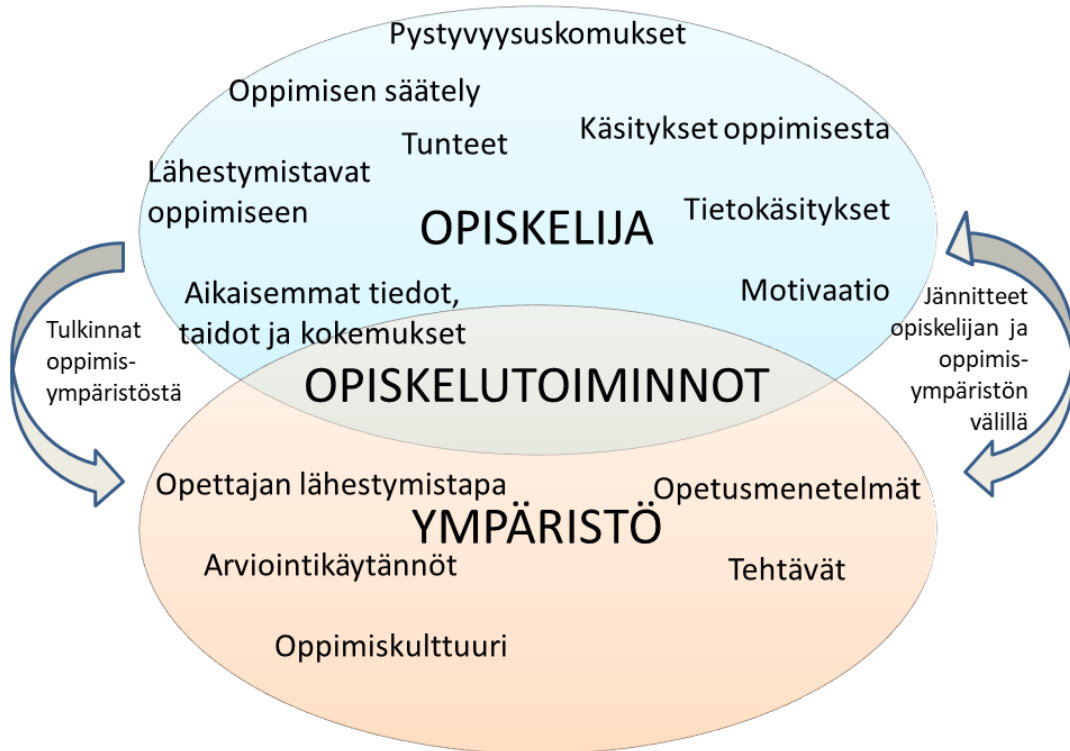 Pystyvyysuskomukset
Oppimisen säätely
Käsitykset oppimisesta
Tunteet
Lähestymistavat
oppimiseen
Tietokäsitykset
OPISKELIJA
Motivaatio
Aikaisemmat tiedot,
taidot ja kokemukset
Tulkinnat
oppimis-
ympäristöstä
Jännitteet
opiskelijan ja
oppimis-
ympäristön
välillä
OPISKELUTOIMINNOT
Opettajan lähestymistapa
Opetusmenetelmät
YMPÄRISTÖ
Arviointikäytännöt
Tehtävät
Oppimiskulttuuri